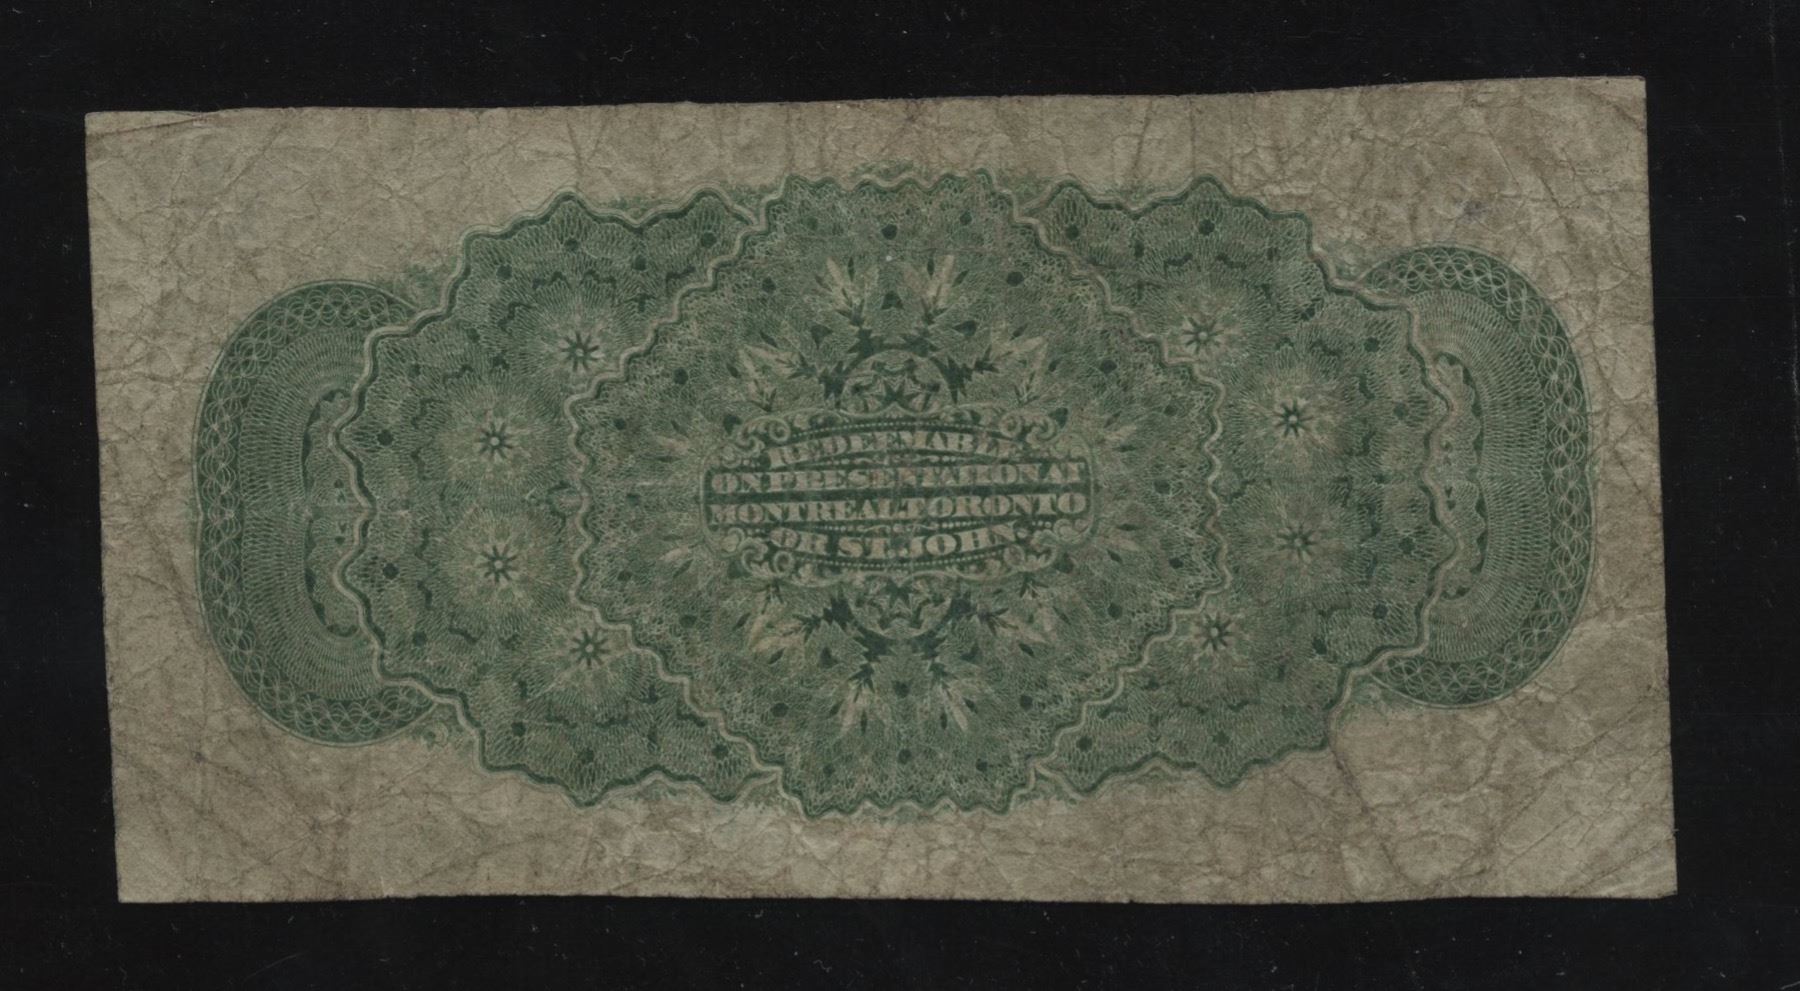 REDEEMABLE
ON PRESENTATION AT
MONTREAL TORONTO
OR ST. JOHN.